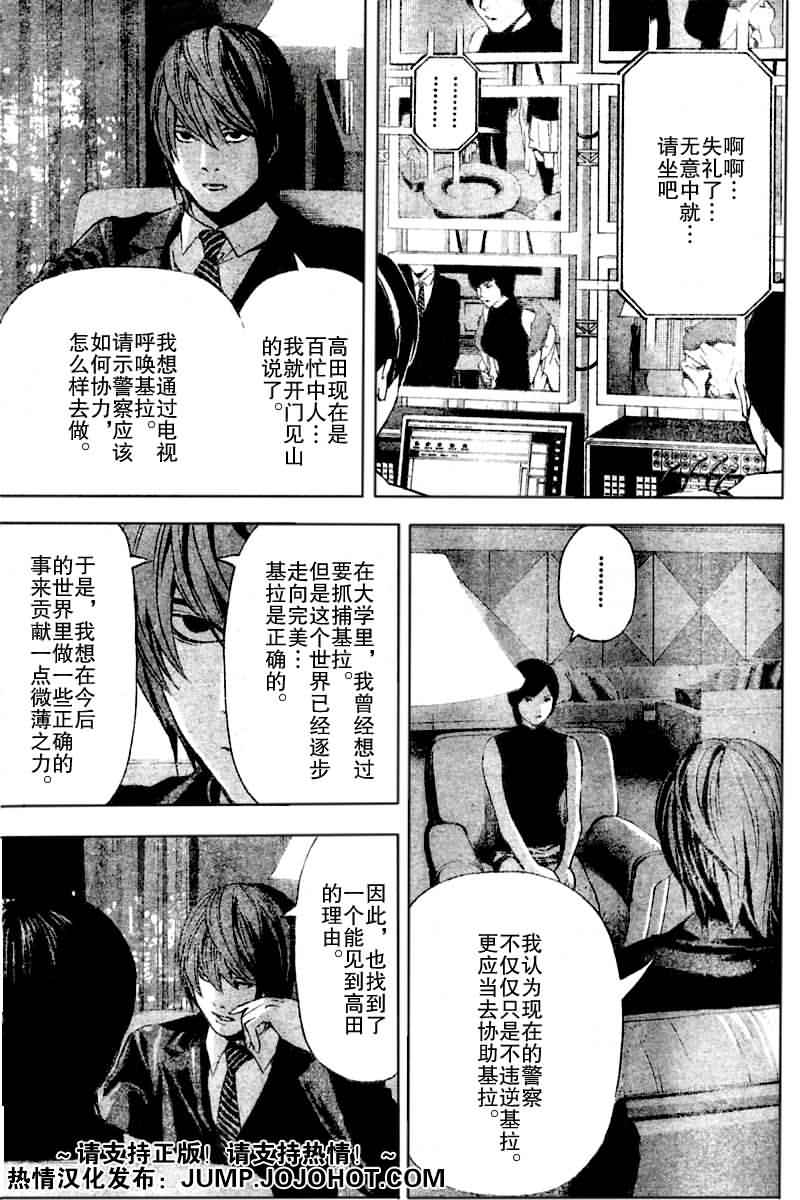 啊啊…
失礼了…
无意中就…
请坐吧
…………
高田现在是
百忙中人…
我就开门见山
的说了。
我想通过电视
呼唤基拉。
请示警察应该
如何协力，
怎么样去做。
………
我认为现在的警察
不仅仅只是不违逆基拉。
更应当去协助基拉。
在大学里，我曾经想过
要抓捕基拉。
但是这个世界已经逐步
走向完美…
基拉是正确的。
于是，我想在今后
的世界里做一些正确的
事来贡献一点微薄之力。
因此，也找到了
一个能见到高田
的理由。
~请支持正版！请支持热情！~
热情汉化发布：JUMP.JOJOHOT.COM